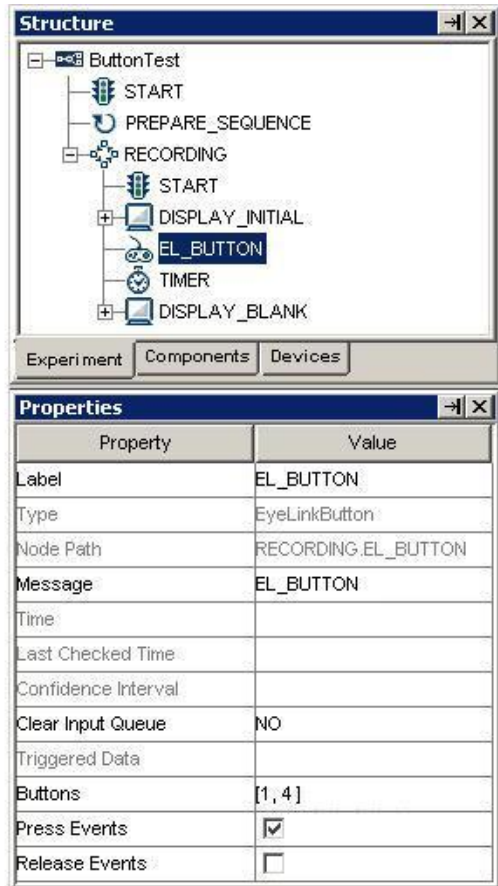 Structure
ButtonTest
START
PREPARE_SEQUENCE
RECORDING
START
DISPLAY_INITIAL
EL_BUTTON
TIMER
DISPLAY_BLANK
Experiment Components Devices
Properties
Property Value
Label EL_BUTTON
Type EyeLinkButton
Node Path RECORDING.EL_BUTTON
Message EL_BUTTON
Time
Last Checked Time
Confidence Interval
Clear Input Queue NO
Triggered Data
Buttons [1, 4 ]
Press Events
Release Events